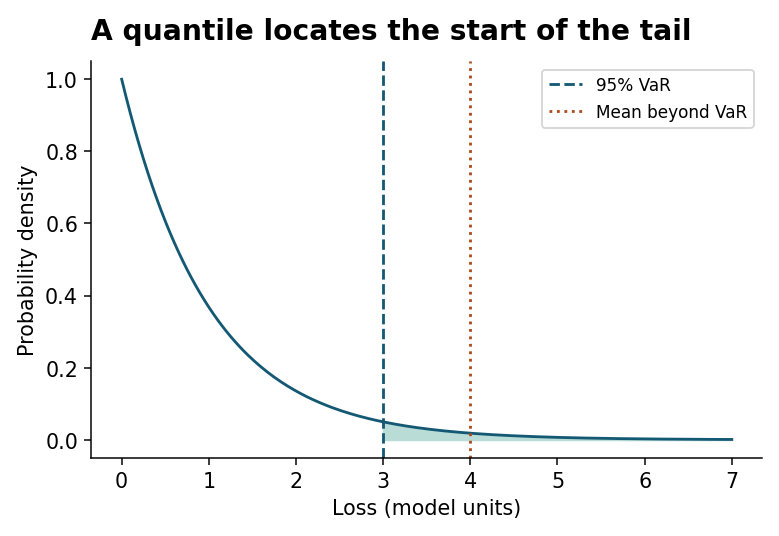 A quantile locates the start of the tail
95% VaR
Mean beyond VaR
Probability density
1.0
0.8
0.6
0.4
0.2
0.0
0 1 2 3 4 5 6 7
Loss (model units)